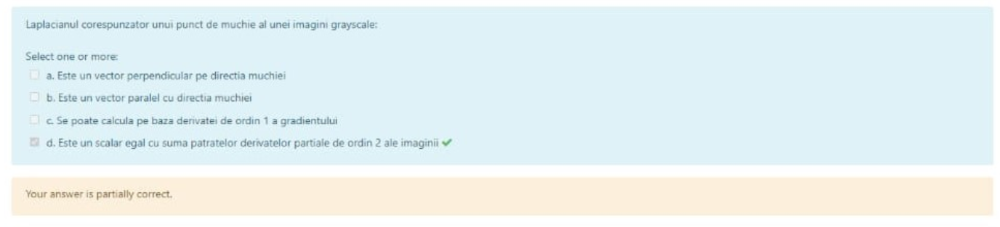 Laplacianul corespunzator unui punct de muchie al unei imagini grayscale:
Select one or more:
a. Este un vector perpendicular pe directia muchiei
b. Este un vector paralel cu directia muchiei
c. Se poate calcula pe baza derivatei de ordin 1 a gradientului
d. Este un scalar egal cu suma patratelor derivatelor partiale de ordin 2 ale imaginii
Your answer is partially correct.